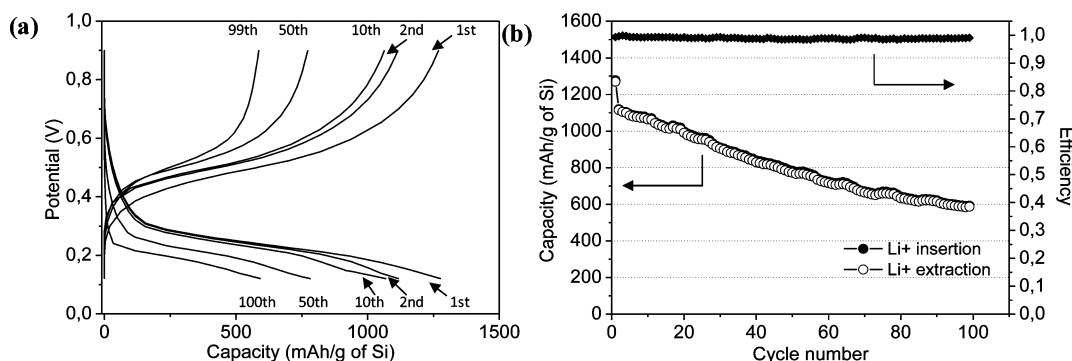 (a)
1,0
0,8
0,6
0,4
0,2
0,0
Potential (V)
99th 50th 10th 2nd 1st
100th 50th 10th 2nd 1st
0 500 1000 1500
Capacity (mAh/g of Si)
(b)
1600
1400
1200
1000
800
600
400
200
0
Capacity (mAh/g of Si)
1,0
0,9
0,8
0,7
0,6
0,5
0,4
0,3
0,2
0,1
0,0
Efficiency
Li+ insertion
Li+ extraction
0 20 40 60 80 100
Cycle number